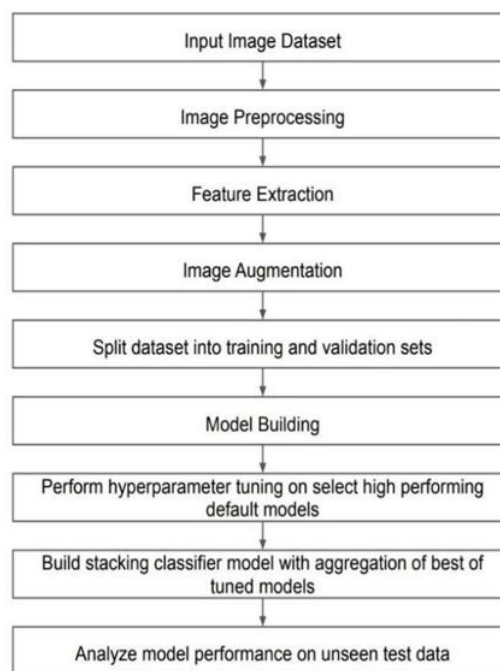 Input Image Dataset
Image Preprocessing
Feature Extraction
Image Augmentation
Split dataset into training and validation sets
Model Building
Perform hyperparameter tuning on select high performing
default models
Build stacking classifier model with aggregation of best of
tuned models
Analyze model performance on unseen test data